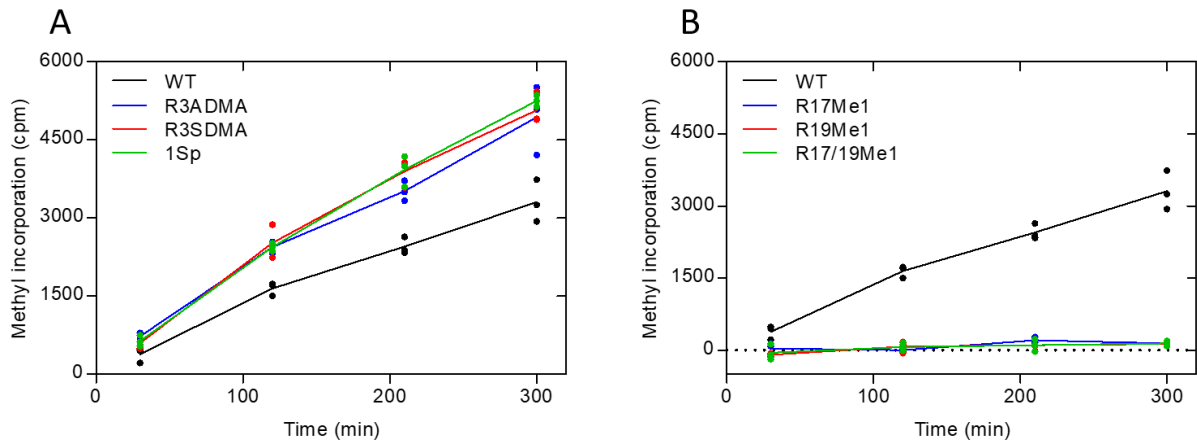 A
6000
4500
3000
1500
0
Methyl incorporation (cpm)
WT
R3ADMA
R3SDMA
1Sp
0
100
200
300
Time (min)
B
6000
4500
3000
1500
0
Methyl incorporation (cpm)
WT
R17Me1
R19Me1
R17/19Me1
0
100
200
300
Time (min)